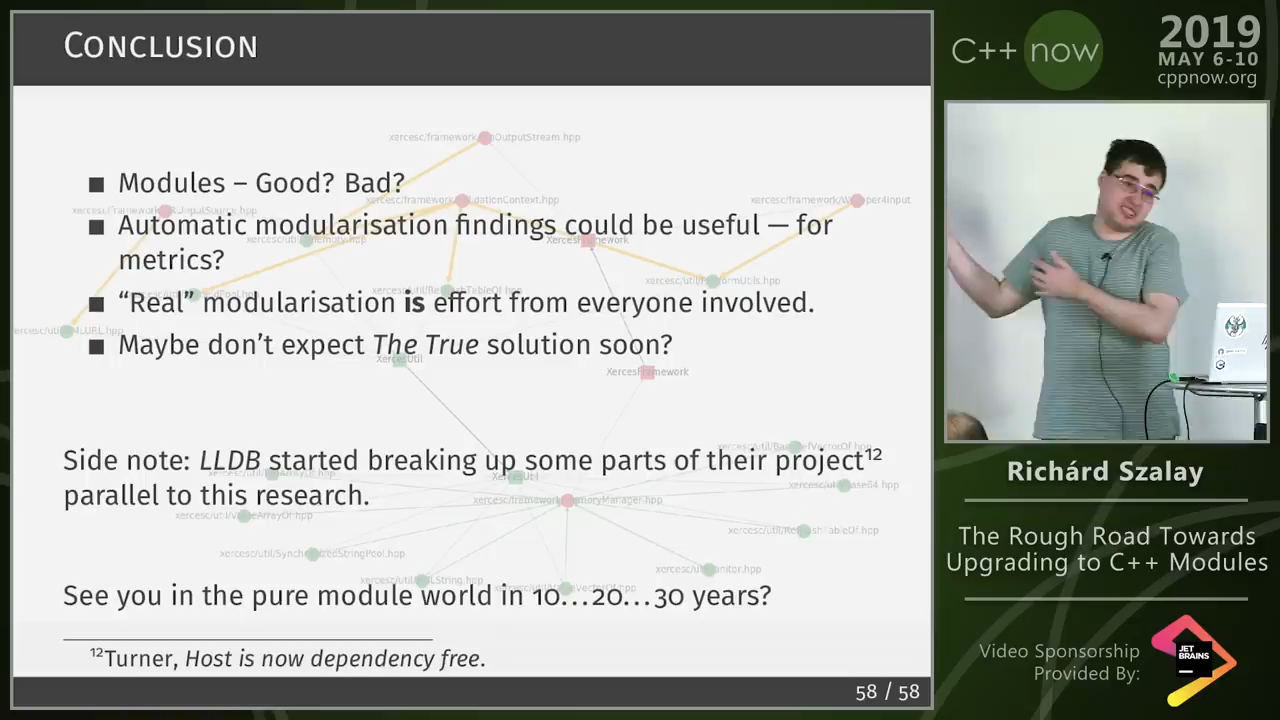 CONCLUSION
■ Modules – Good? Bad?
■ Automatic modularisation findings could be useful — for
metrics?
■ “Real” modularisation is effort from everyone involved.
■ Maybe don’t expect The True solution soon?
Side note: LLDB started breaking up some parts of their project¹²
parallel to this research.
See you in the pure module world in 10...20...30 years?
¹²Turner, Host is now dependency free.
58 / 58
XercesUtil
XercesFramework
C++ now
2019
MAY 6-10
cppnow.org
Richárd Szalay
The Rough Road Towards
Upgrading to C++ Modules
Video Sponsorship
Provided By:
JET
BRAINS